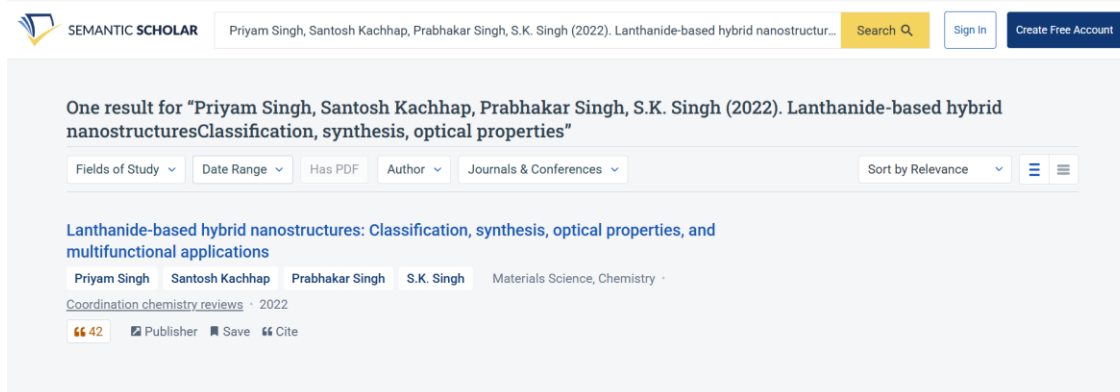 SEMANTIC SCHOLAR
Priyam Singh, Santosh Kachhap, Prabhakar Singh, S.K. Singh (2022). Lanthanide-based hybrid nanostructur...
Search
Sign In
Create Free Account
One result for “Priyam Singh, Santosh Kachhap, Prabhakar Singh, S.K. Singh (2022). Lanthanide-based hybrid
nanostructuresClassification, synthesis, optical properties”
Fields of Study
Date Range
Has PDF
Author
Journals & Conferences
Sort by Relevance
Lanthanide-based hybrid nanostructures: Classification, synthesis, optical properties, and
multifunctional applications
Priyam Singh Santosh Kachhap Prabhakar Singh S.K. Singh Materials Science, Chemistry ·
Coordination chemistry reviews · 2022
42 Publisher Save Cite